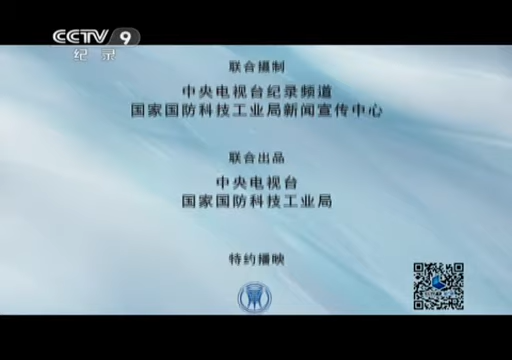 CCTV 9
纪 录
联合摄制
中央电视台纪录频道
国家国防科技工业局新闻宣传中心
联合出品
中央电视台
国家国防科技工业局
特约播映